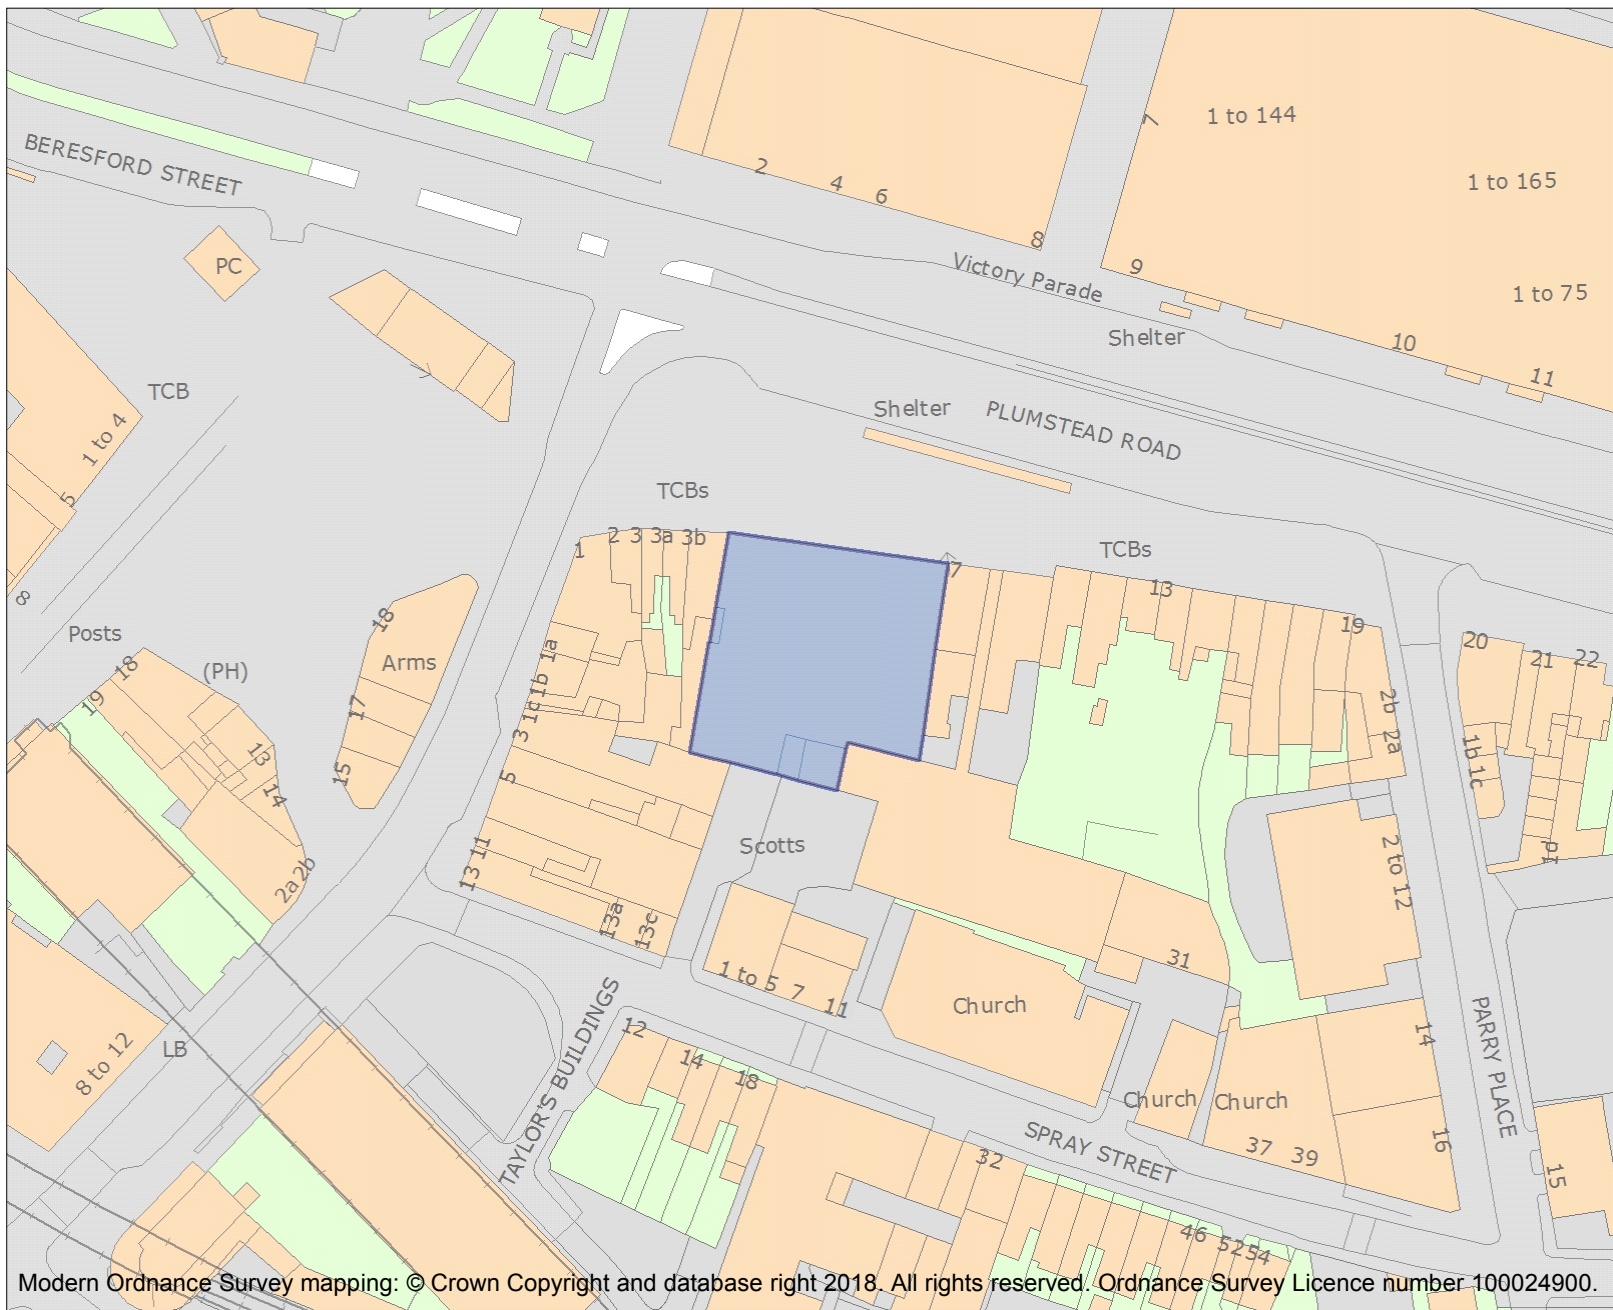 1 to 144
7
BERESFORD STREET
2
4
6
1 to 165
8
PC
Victory Parade
9
1 to 75
Shelter
10
11
TCB
Shelter
PLUMSTEAD ROAD
1 to 4
5
TCBs
1
2
3
3a
3b
TCBs
7
13
8
18
Posts
19
20
21
22
18
(PH)
Arms
1a
1b
1c
3
19
17
2b
2a
13
14
15
5
1b 1c
1d
Scotts
2 to 12
11
13
2a 2b
13a
13c
31
1 to 5
7
11
Church
TAYLOR'S BUILDINGS
12
14
18
LB
8 to 12
14
PARRY PLACE
Church
Church
SPRAY STREET
16
37
39
32
15
46
52
54
Modern Ordnance Survey mapping: © Crown Copyright and database right 2018. All rights reserved. Ordnance Survey Licence number 100024900.